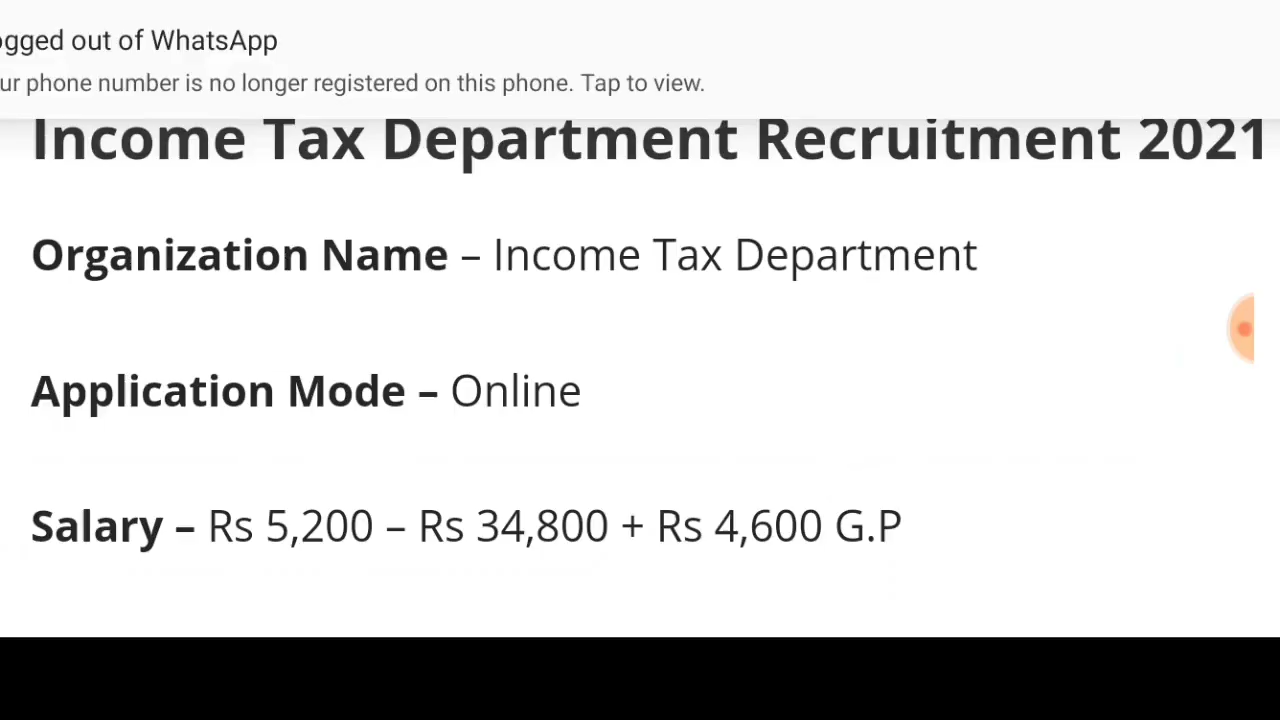 ogged out of WhatsApp
ur phone number is no longer registered on this phone. Tap to view.
Income Tax Department Recruitment 2021
Organization Name – Income Tax Department
Application Mode – Online
Salary – Rs 5,200 – Rs 34,800 + Rs 4,600 G.P